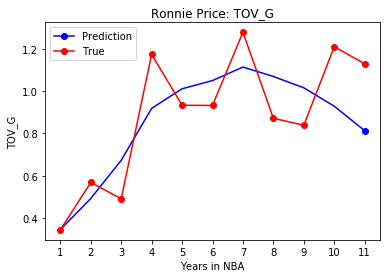 Ronnie Price: TOV_G
Prediction
True
TOV_G
1.2
1.0
0.8
0.6
0.4
1 2 3 4 5 6 7 8 9 10 11
Years in NBA